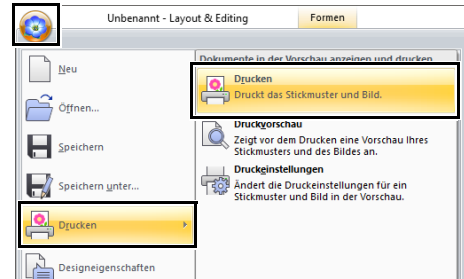 Unbenannt - Layout & Editing
Formen
Neu
Öffnen...
Speichern
Speichern unter...
Drucken
Designeigenschaften
Dokumente in der Vorschau anzeigen und drucken
Drucken
Druckt das Stickmuster und Bild.
Druckvorschau
Zeigt vor dem Drucken eine Vorschau Ihres
Stickmusters und des Bildes an.
Druckeinstellungen
Ändert die Druckeinstellungen für ein
Stickmuster und Bild in der Vorschau.